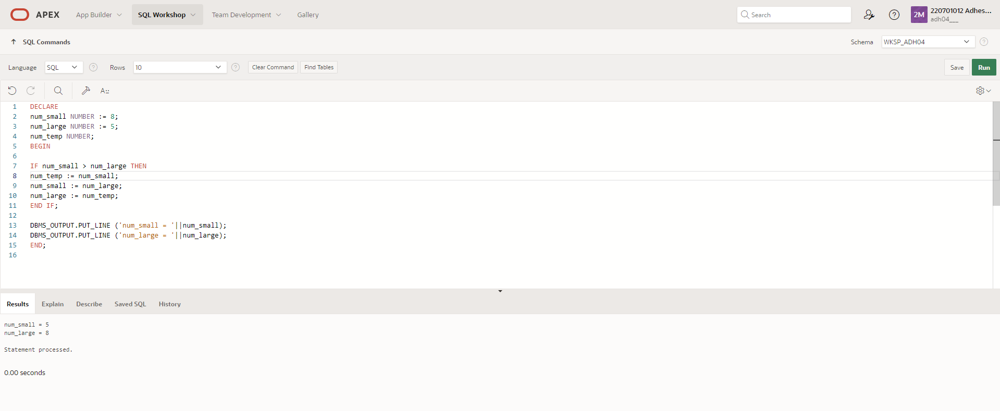 APEX App Builder SQL Workshop Team Development Gallery Search 2M 220701012 Adhes...
adh04___
SQL Commands Schema WKSP_ADH04
Language SQL Rows 10 Clear Command Find Tables Save Run
A
1 DECLARE
2 num_small NUMBER := 8;
3 num_large NUMBER := 5;
4 num_temp NUMBER;
5 BEGIN
6
7 IF num_small > num_large THEN
8 num_temp := num_small;
9 num_small := num_large;
10 num_large := num_temp;
11 END IF;
12
13 DBMS_OUTPUT.PUT_LINE ('num_small = '||num_small);
14 DBMS_OUTPUT.PUT_LINE ('num_large = '||num_large);
15 END;
16
Results Explain Describe Saved SQL History
num_small = 5
num_large = 8
Statement processed.
0.00 seconds